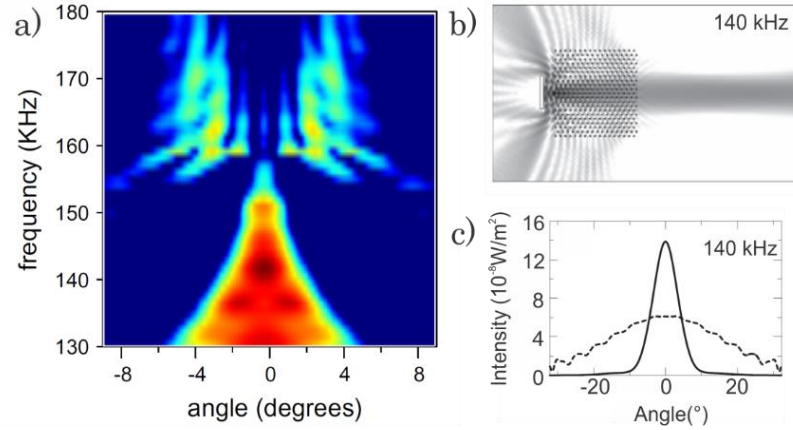 a)
180
170
160
150
140
130
frequency (KHz)
-8
-4
0
4
8
angle (degrees)
b)
140 kHz
c)
16
12
8
4
0
Intensity (10⁻⁸W/m²)
140 kHz
-20
0
20
Angle(°)